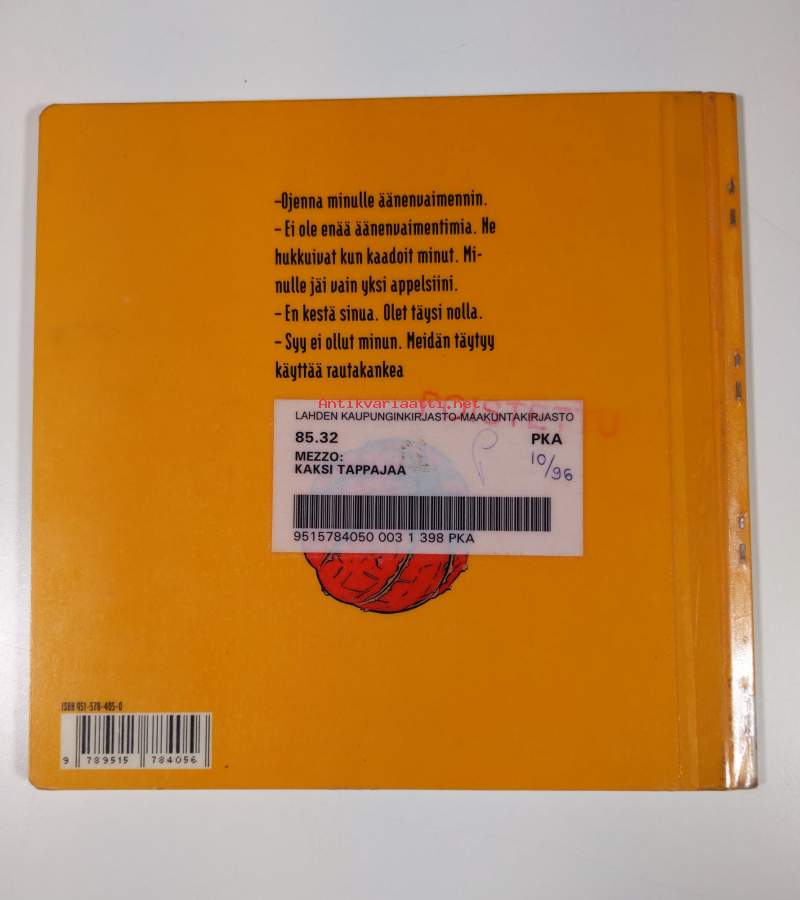 -Ojenna minulle äänenvaimennin.
- Ei ole enää äänenvaimentimia. Ne
hukkuivat kun kaadoit minut. Mi-
nulle jäi vain yksi appelsiini.
- En kestä sinua. Olet täysi nolla.
- Syy ei ollut minun. Meidän täytyy
käyttää rautakankea
POISTETTU
Antikvariaatti.net
LAHDEN KAUPUNGINKIRJASTO-MAAKUNTAKIRJASTO
85.32 PKA
MEZZO: 10/96
KAKSI TAPPAJAA
9515784050 003 1 398 PKA
ISBN 951-578-405-0
9 789515 784056